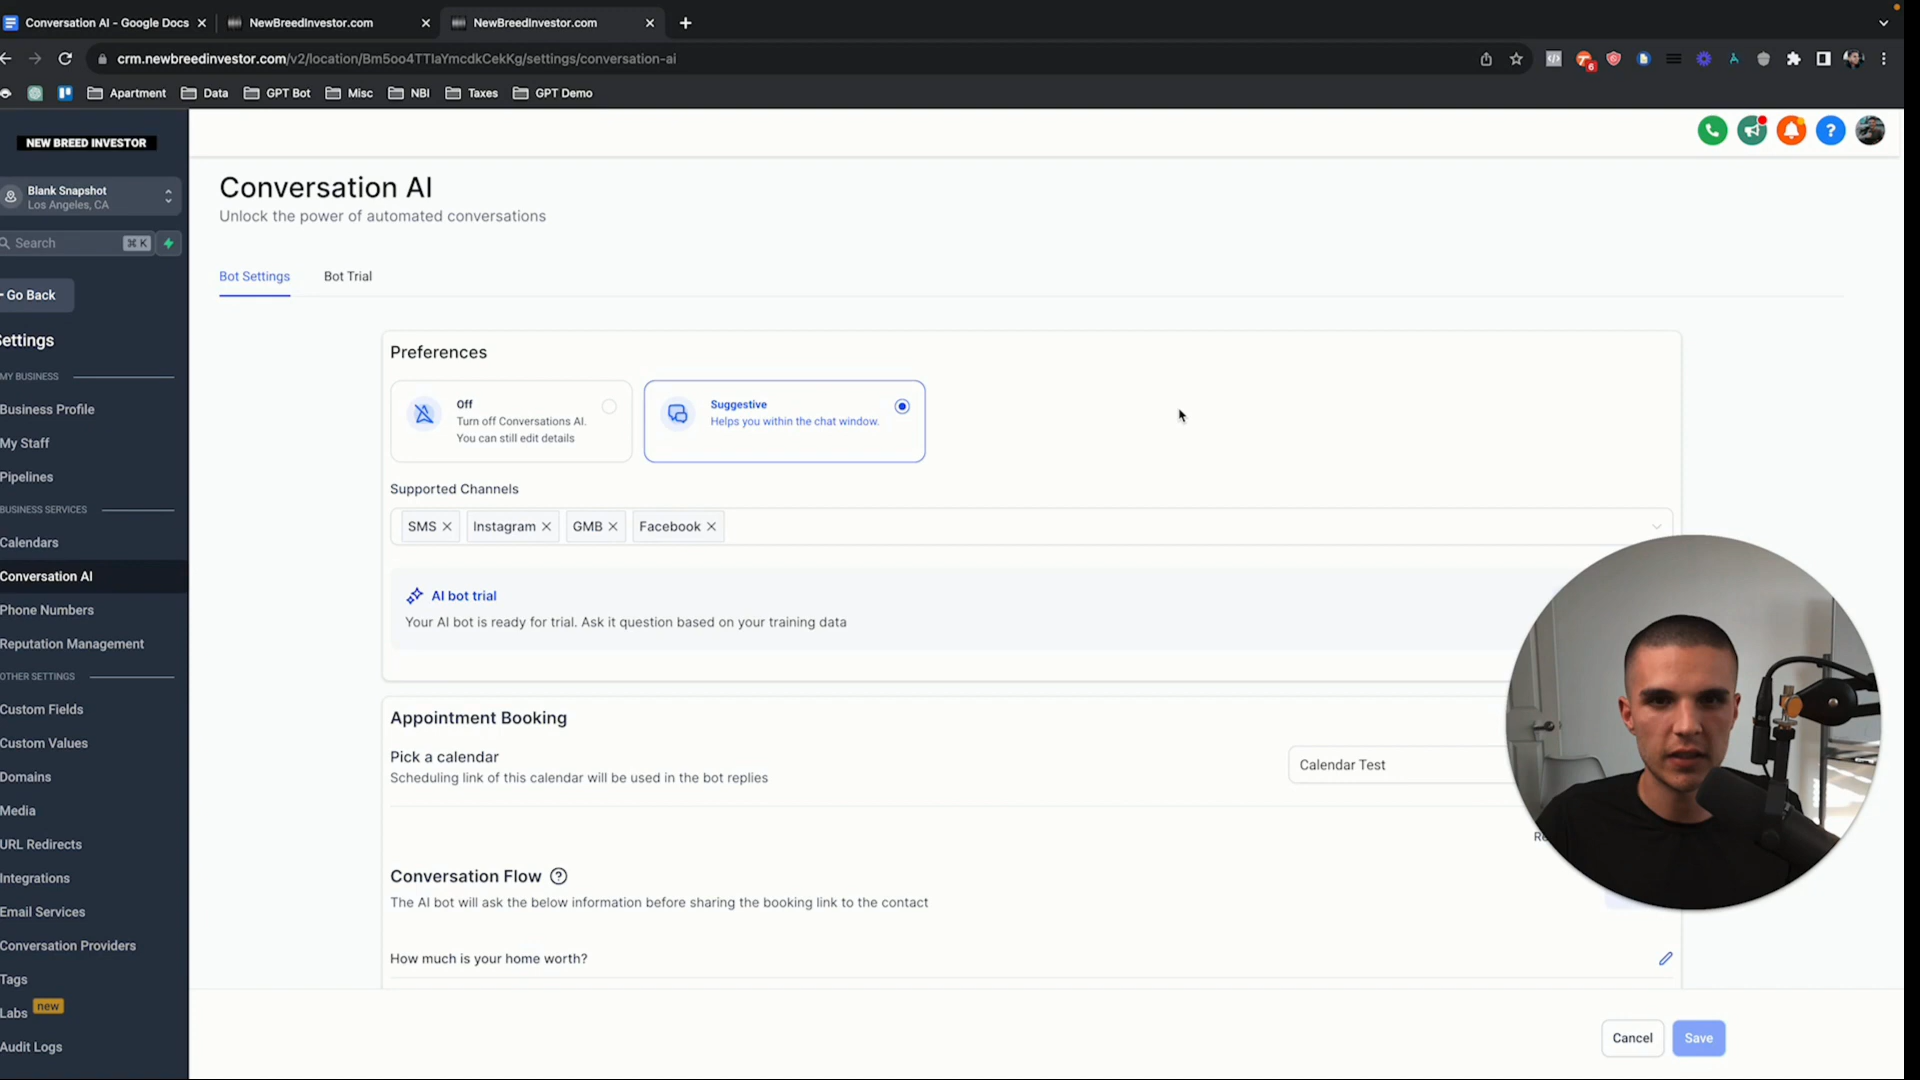 Conversation AI - Google Docs
NewBreedInvestor.com
NewBreedInvestor.com
crm.newbreedinvestor.com/v2/location/Bm5oo4TTIaYmcdkCekKg/settings/conversation-ai
6
Apartment
Data
GPT Bot
Misc
NBI
Taxes
GPT Demo
NEW BREED INVESTOR
Blank Snapshot
Los Angeles, CA
Search
⌘ K
Go Back
ettings
MY BUSINESS
Business Profile
My Staff
Pipelines
BUSINESS SERVICES
Calendars
Conversation AI
Phone Numbers
Reputation Management
OTHER SETTINGS
Custom Fields
Custom Values
Domains
Media
URL Redirects
Integrations
Email Services
Conversation Providers
Tags
Labs new
Audit Logs
Conversation AI
Unlock the power of automated conversations
Bot Settings
Bot Trial
Preferences
Off
Turn off Conversations AI.
You can still edit details
Suggestive
Helps you within the chat window.
Supported Channels
SMS
Instagram
GMB
Facebook
AI bot trial
Your AI bot is ready for trial. Ask it question based on your training data
Appointment Booking
Pick a calendar
Scheduling link of this calendar will be used in the bot replies
Calendar Test
Conversation Flow
The AI bot will ask the below information before sharing the booking link to the contact
How much is your home worth?
Cancel
Save